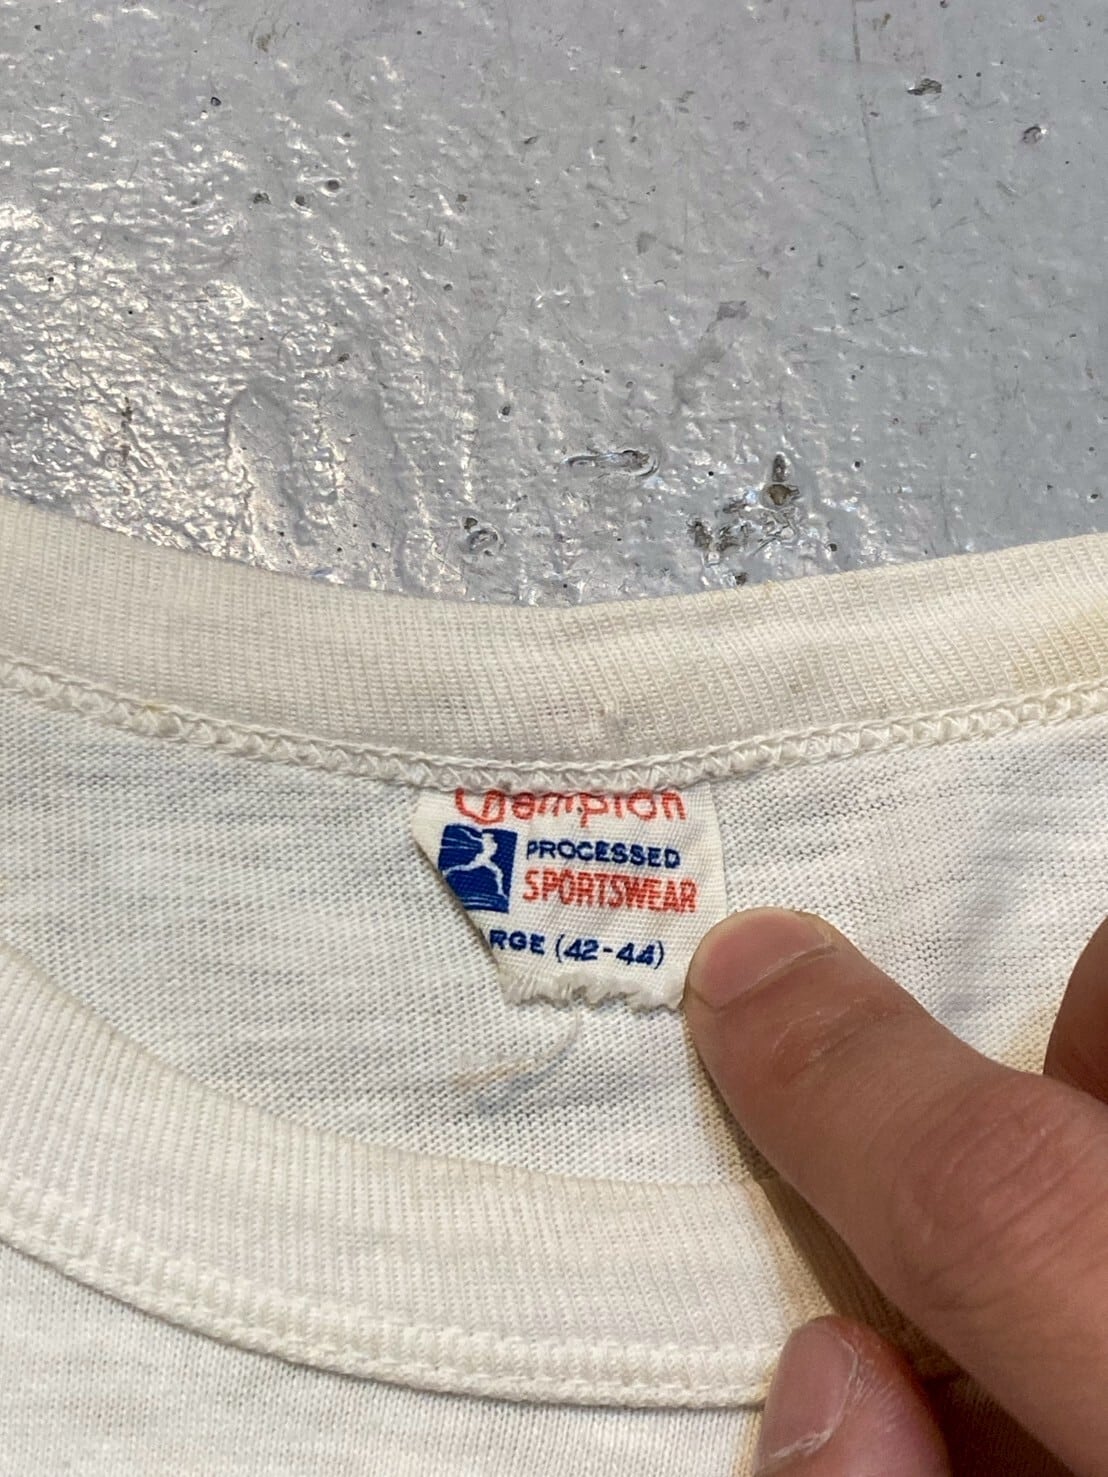 Champion
PROCESSED
SPORTSWEAR
RGE (42-44)